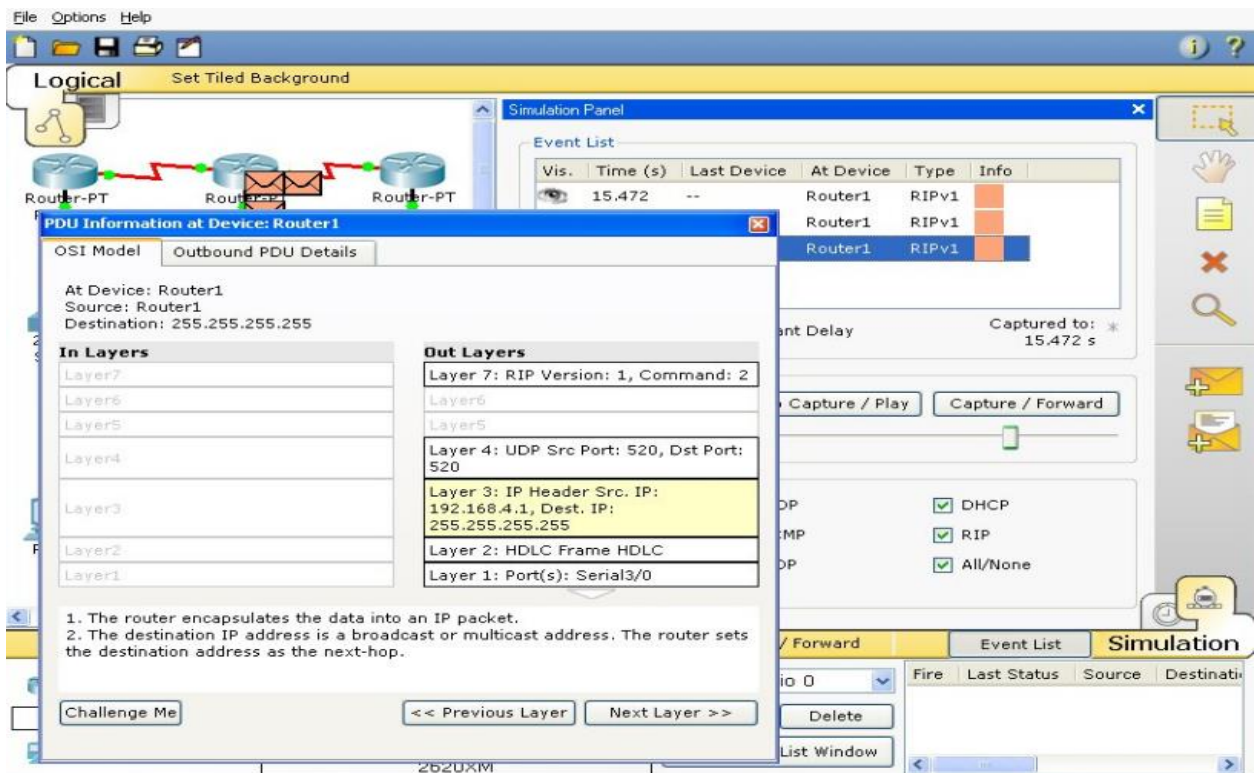 File Options Help
Logical Set Tiled Background
Simulation Panel
Event List
Vis. Time (s) Last Device At Device Type Info
15.472 -- Router1 RIPv1
Router1 RIPv1
Router1 RIPv1
Router-PT Router-P Router-PT
PDU Information at Device: Router1
OSI Model Outbound PDU Details
At Device: Router1
Source: Router1
Destination: 255.255.255.255
In Layers
Layer7
Layer6
Layer5
Layer4
Layer3
Layer2
Layer1
Out Layers
Layer 7: RIP Version: 1, Command: 2
Layer6
Layer5
Layer 4: UDP Src Port: 520, Dst Port:
520
Layer 3: IP Header Src. IP:
192.168.4.1, Dest. IP:
255.255.255.255
Layer 2: HDLC Frame HDLC
Layer 1: Port(s): Serial3/0
1. The router encapsulates the data into an IP packet.
2. The destination IP address is a broadcast or multicast address. The router sets
the destination address as the next-hop.
Challenge Me << Previous Layer Next Layer >>
Delay Captured to: *
15.472 s
Capture / Play Capture / Forward
DHCP
RIP
All/None
/ Forward Event List Simulation
0 Fire Last Status Source Destinati
Delete
List Window
2620XM